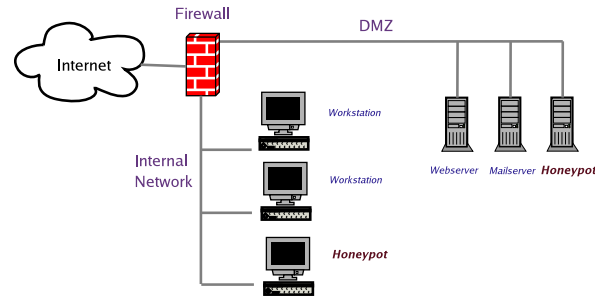 Firewall
DMZ
Internet
Workstation
Internal
Network
Workstation
Webserver
Mailserver
Honeypot
Honeypot